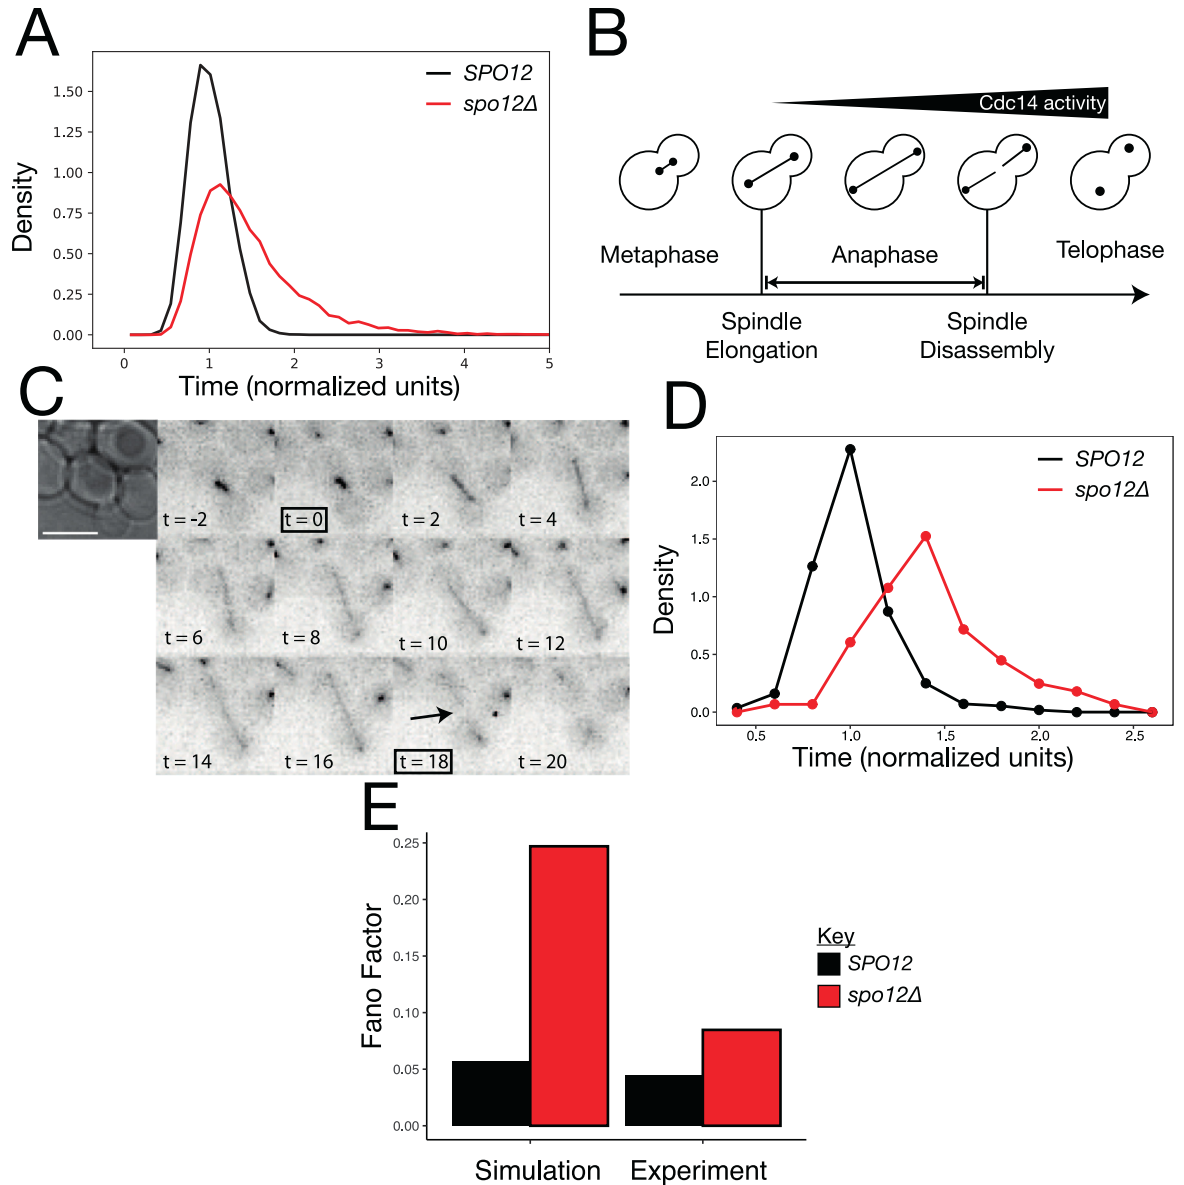 A
SPO12
spo12Δ
1.50
1.25
1.00
0.75
0.50
0.25
0.00
Density
0 1 2 3 4 5
Time (normalized units)
B
Cdc14 activity
Metaphase
Anaphase
Telophase
Spindle
Elongation
Spindle
Disassembly
C
t = -2
t = 0
t = 2
t = 4
t = 6
t = 8
t = 10
t = 12
t = 14
t = 16
t = 18
t = 20
D
SPO12
spo12Δ
2.0
1.5
1.0
0.5
0.0
Density
0.5 1.0 1.5 2.0 2.5
Time (normalized units)
E
0.25
0.20
0.15
0.10
0.05
0.00
Fano Factor
Simulation Experiment
Key
SPO12
spo12Δ